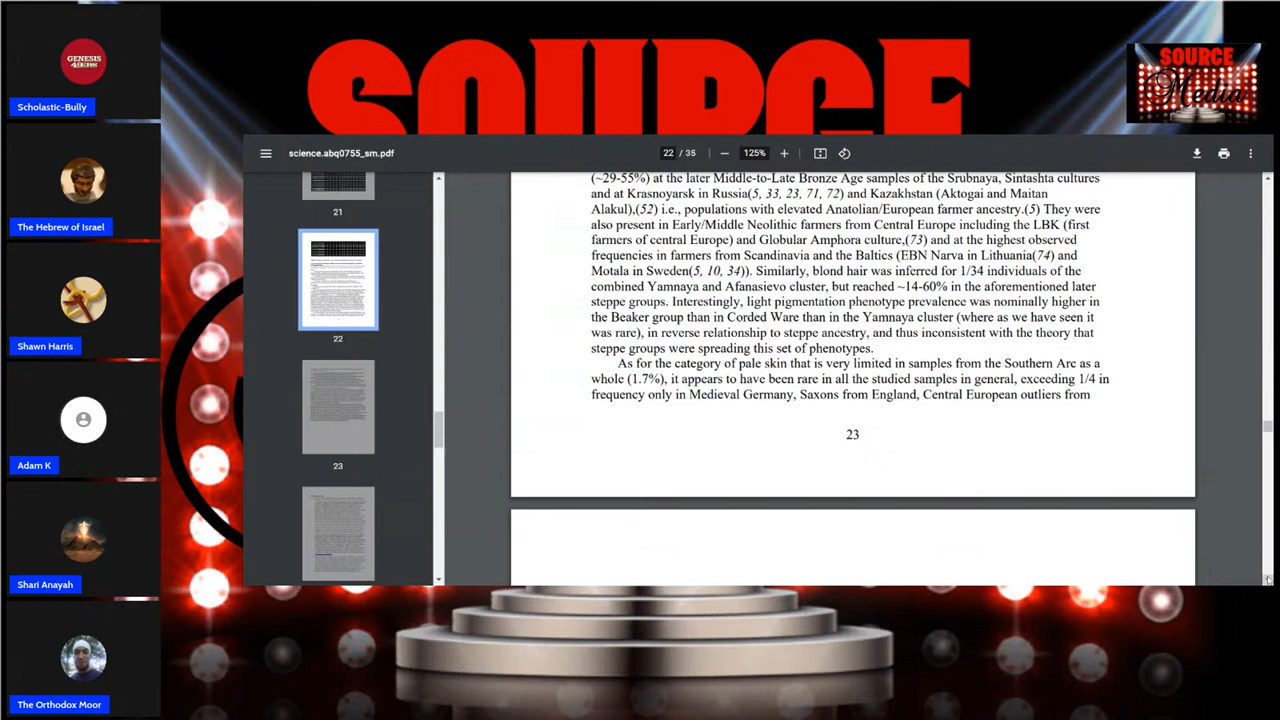 GENESIS
49ERS
Scholastic-Bully
The Hebrew of Israel
Shawn Harris
Adam K
Shari Anayah
The Orthodox Moor
SOURCE
SOURCE
Media
science.abq0755_sm.pdf
22 / 35
125%
21
22
23
(~29-55%) at the later Middle-to-Late Bronze Age samples of the Srubnaya, Sintashta cultures
and at Krasnoyarsk in Russia(5, 33, 23, 71, 72) and Kazakhstan (Aktogai and Maitan
Alakul),(52) i.e., populations with elevated Anatolian/European farmer ancestry.(5) They were
also present in Early/Middle Neolithic farmers from Central Europe including the LBK (first
farmers of central Europe) and Globular Amphora culture,(73) and at the highest observed
frequencies in hunter from Scandinavia and the Baltics (EBN Narva in Lithuania(74) and
Motala in Sweden(5, 10, 34)). Similarly, blond hair was inferred for 1/34 individuals of the
combined Yamnaya and Afanasievo cluster, but reached ~14-60% in the aforementioned later
steppe groups. Interestingly, light pigmentation phenotype prevalence was nominally higher in
the Beaker group than in Corded Ware than in the Yamnaya cluster (where as we have seen it
was rare), in reverse relationship to steppe ancestry, and thus inconsistent with the theory that
steppe groups were spreading this set of phenotypes.
As for the category of pale skin that is very limited in samples from the Southern Arc as a
whole (1.7%), it appears to have been rare in all the studied samples in general, exceeding 1/4 in
frequency only in Medieval Germany, Saxons from England, Central European outliers from
23